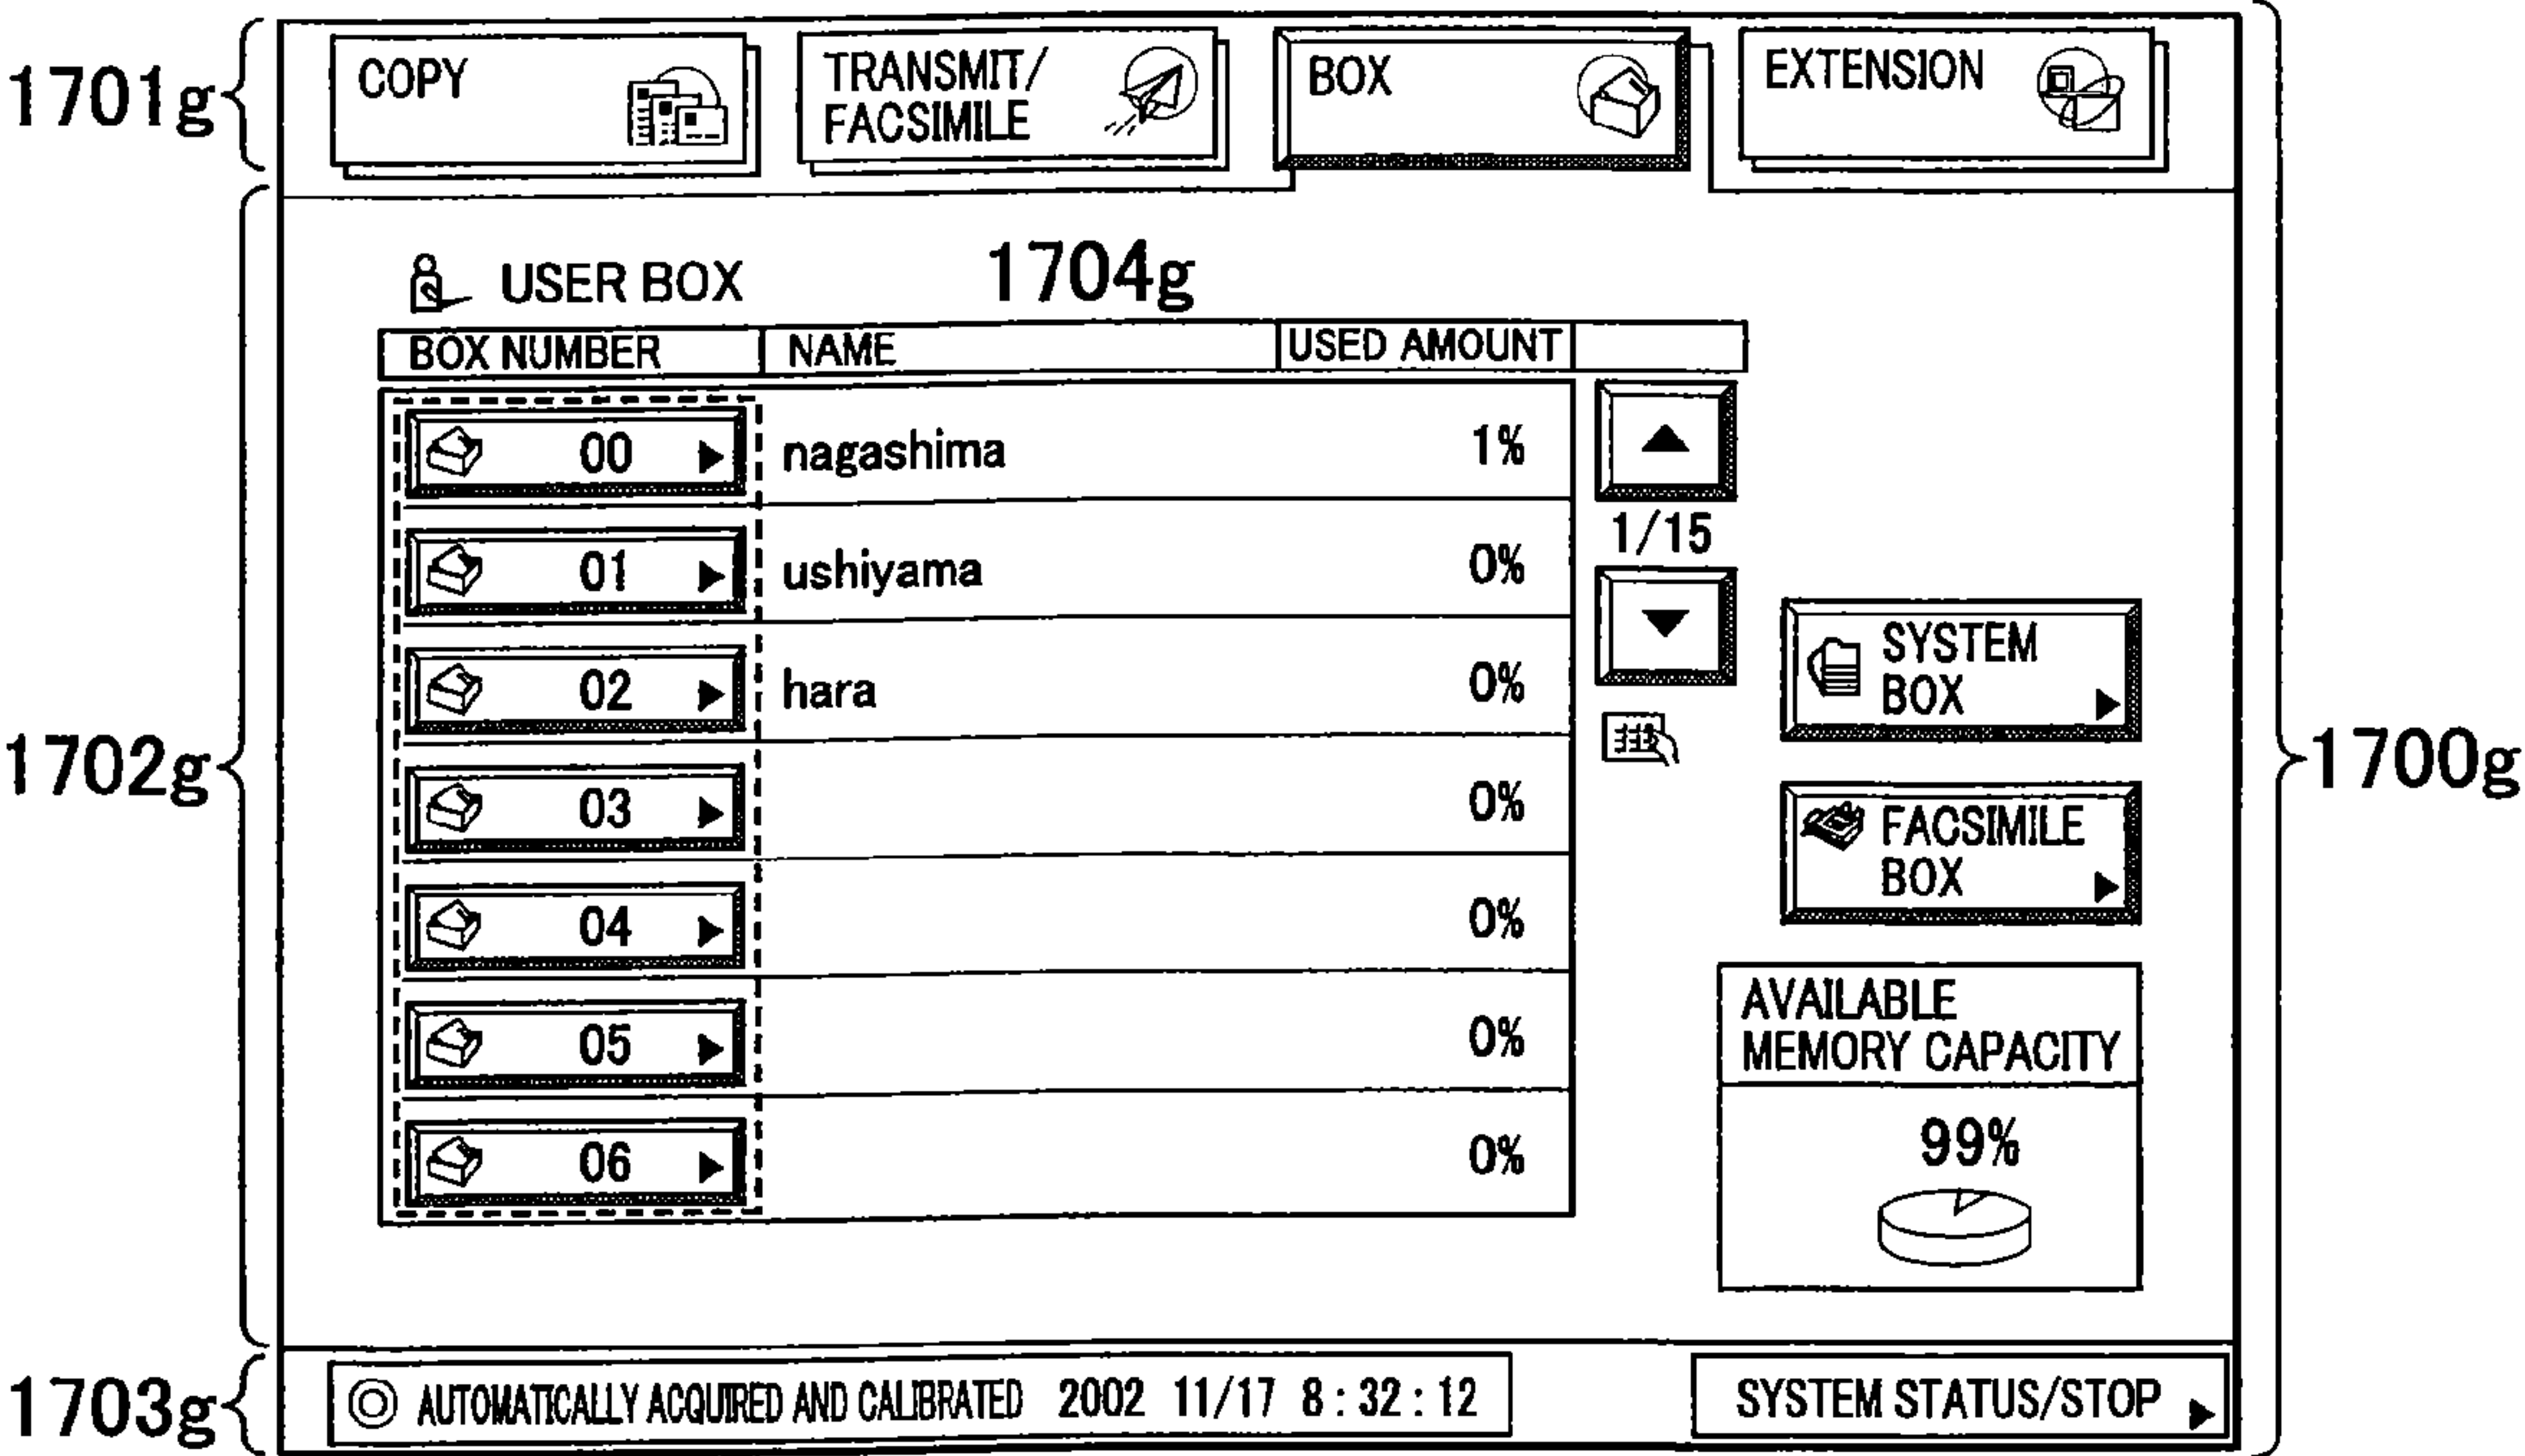 1701g
COPY
TRANSMIT/
FACSIMILE
BOX
EXTENSION
1702g
1700g
USER BOX
1704g
BOX NUMBER NAME USED AMOUNT
00 nagashima 1%
01 ushiyama 0%
02 hara 0%
03 0%
04 0%
05 0%
06 0%
1/15
SYSTEM
BOX
FACSIMILE
BOX
AVAILABLE
MEMORY CAPACITY
99%
1703g
AUTOMATICALLY ACQUIRED AND CALIBRATED 2002 11/17 8:32:12
SYSTEM STATUS/STOP